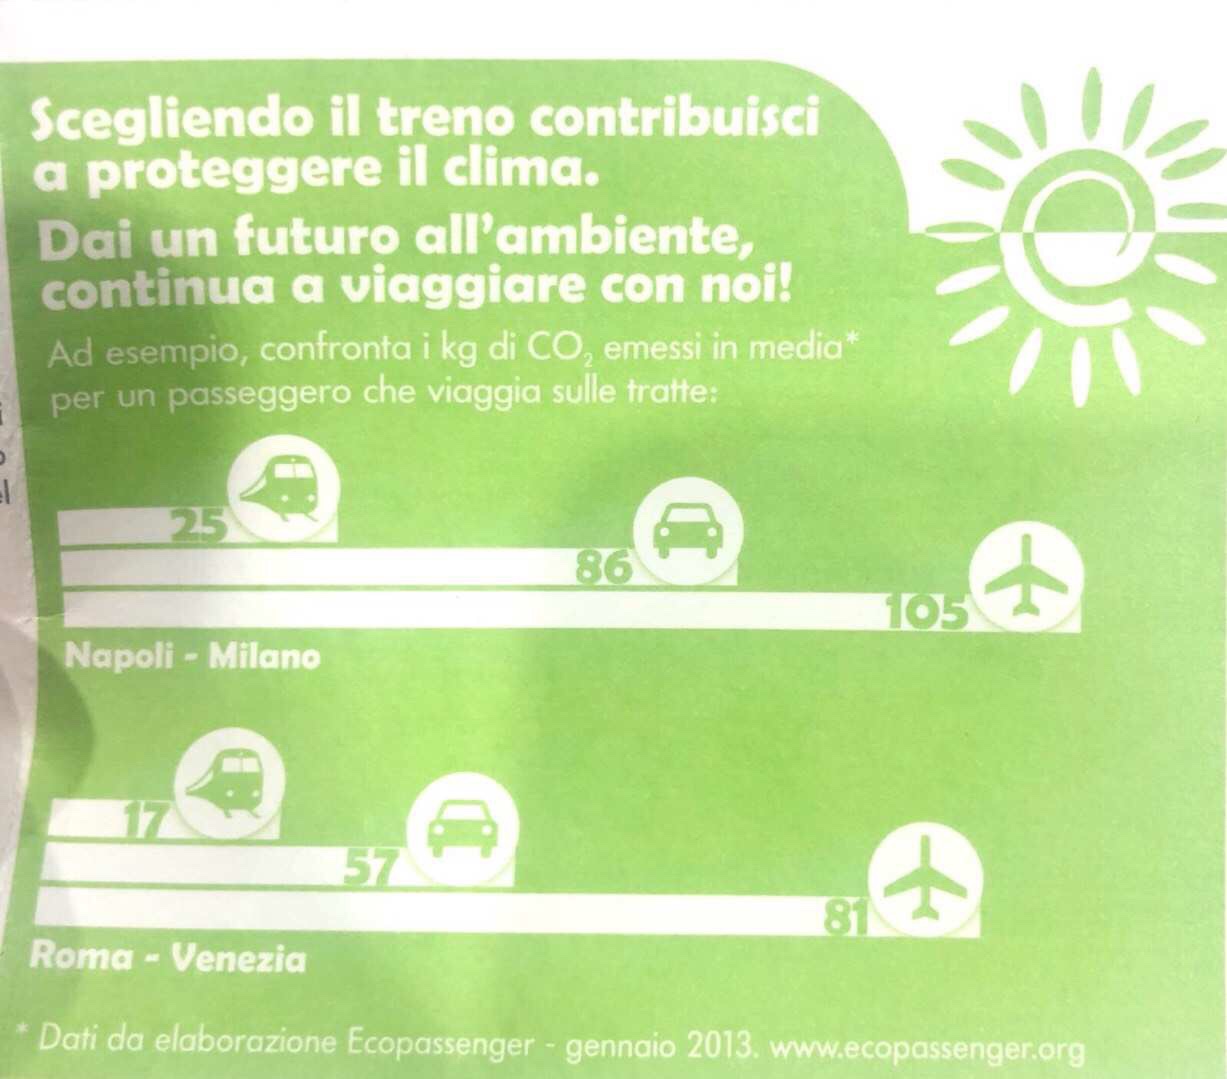 Scegliendo il treno contribuisci
a proteggere il clima.
Dai un futuro all'ambiente,
continua a viaggiare con noi!
Ad esempio, confronta i kg di CO₂ emessi in media*
per un passeggero che viaggia sulle tratte:
25
86
105
Napoli - Milano
17
57
81
Roma - Venezia
* Dati da elaborazione Ecopassenger - gennaio 2013. www.ecopassenger.org